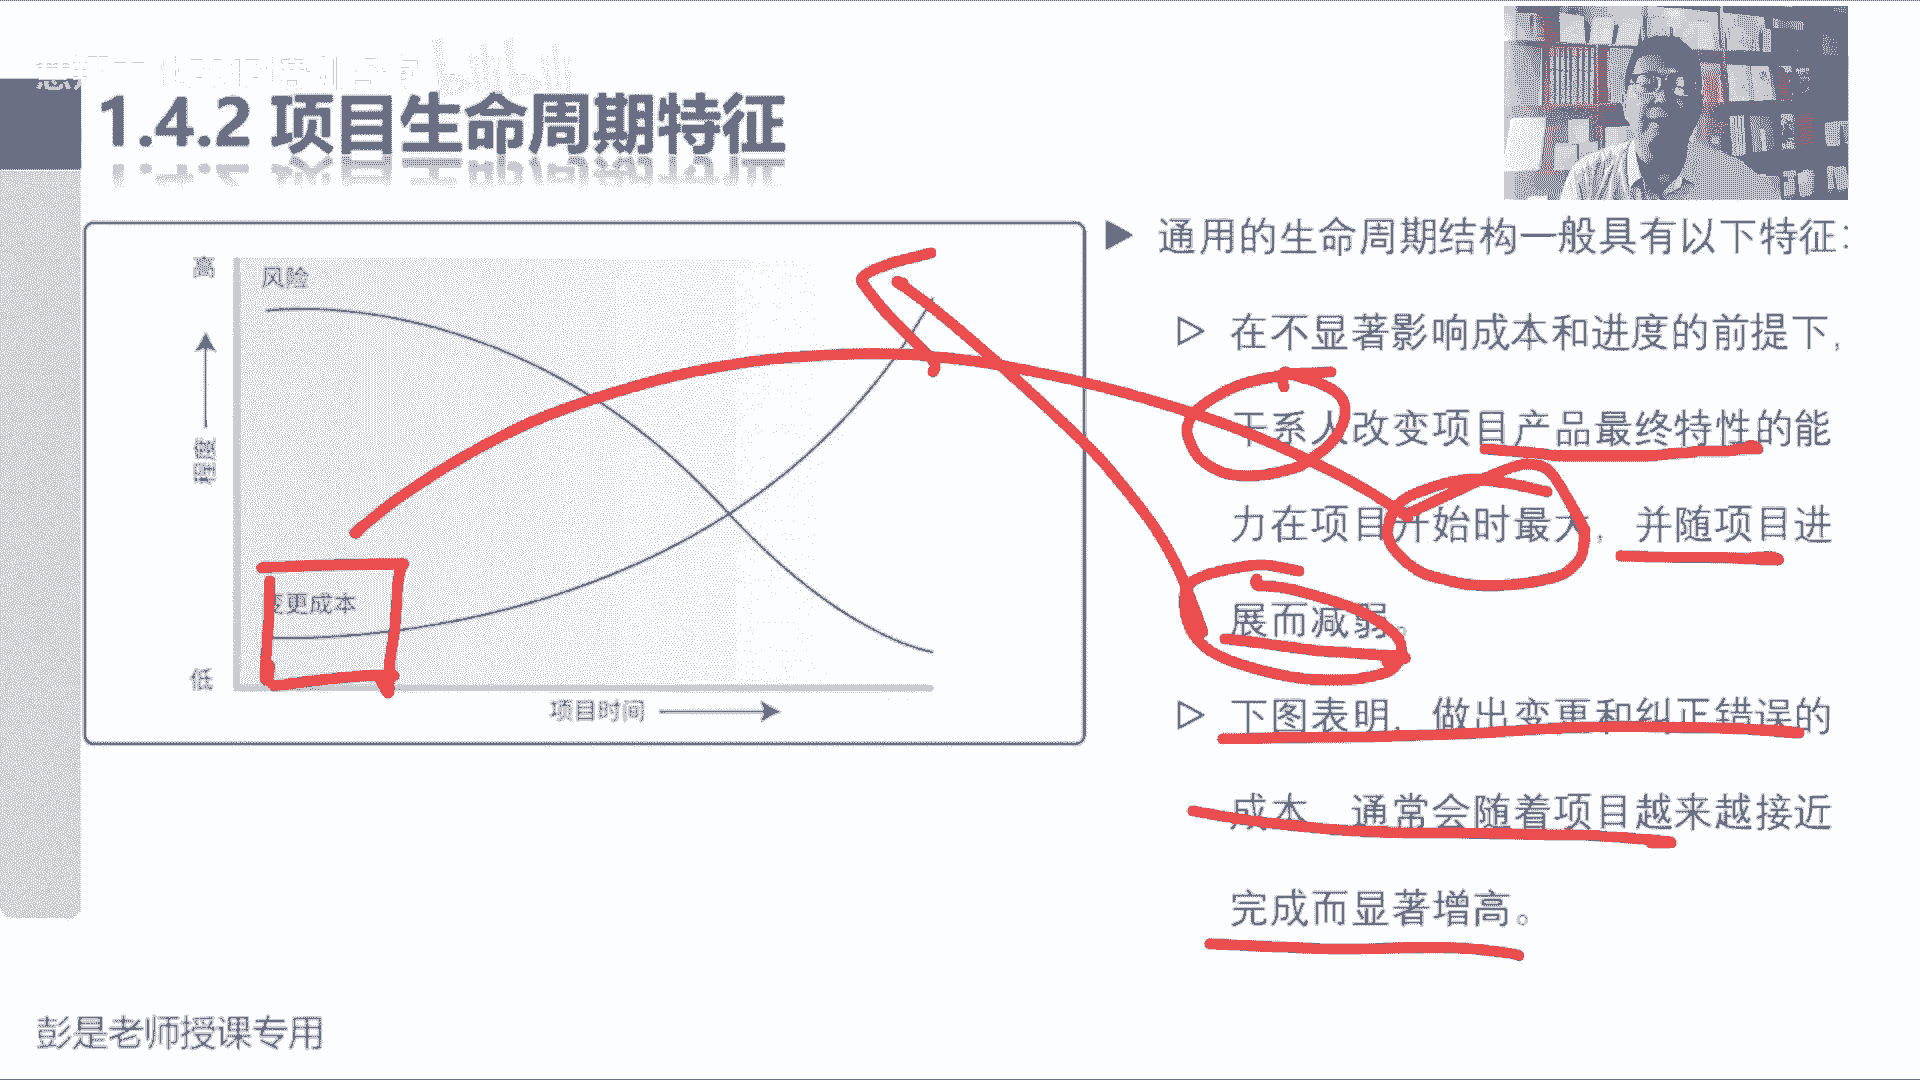 1.4.2 项目生命周期特征
高
风险
程度
变更成本
低
项目时间
通用的生命周期结构一般具有以下特征:
在不显著影响成本和进度的前提下,
干系人改变项目产品最终特性的能
力在项目开始时最大, 并随项目进
展而减弱。
下图表明, 做出变更和纠正错误的
成本, 通常会随着项目越来越接近
完成而显著增高。
彭是老师授课专用
bilibili